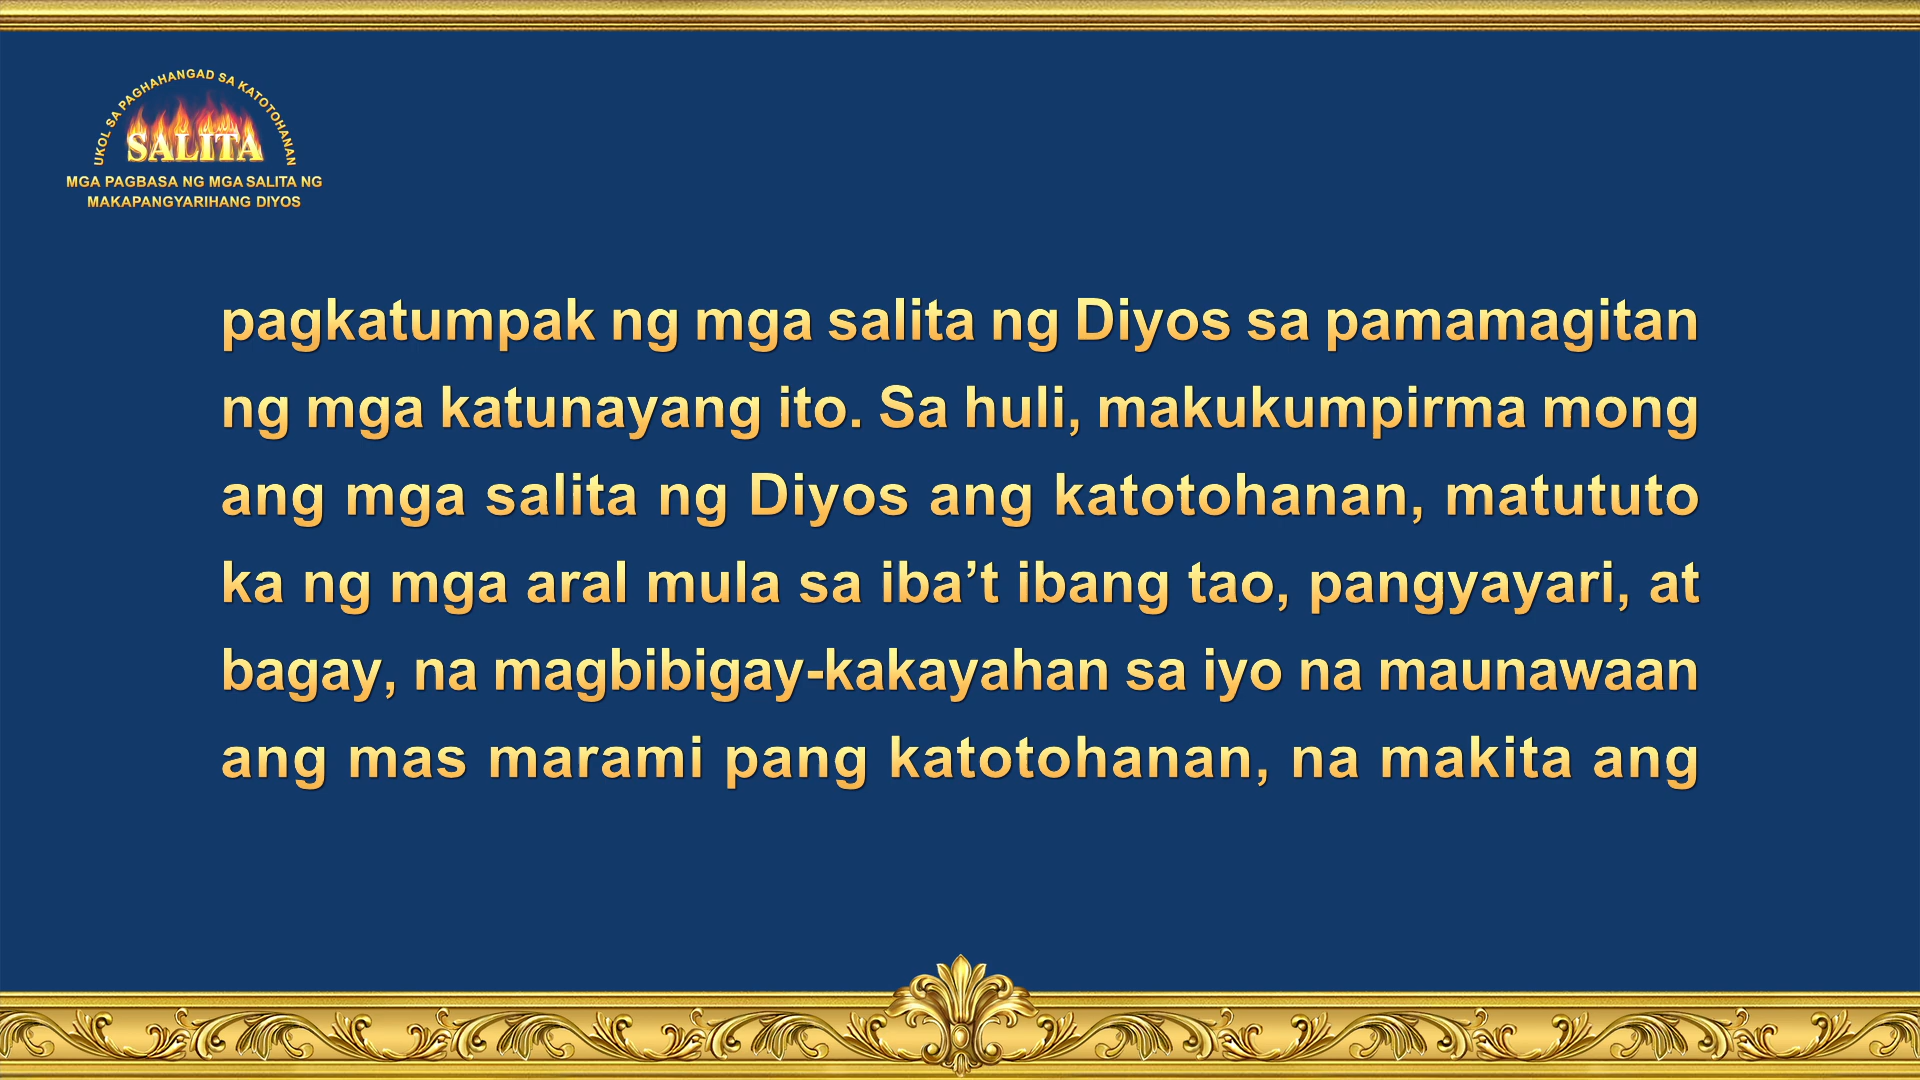 UKOL SA PAGHAHANGAD SA KATOTOHANAN
SALITA
MGA PAGBASA NG MGA SALITA NG
MAKAPANGYARIHANG DIYOS
pagkatumpak ng mga salita ng Diyos sa pamamagitan
ng mga katunayang ito. Sa huli, makukumpirma mong
ang mga salita ng Diyos ang katotohanan, matututo
ka ng mga aral mula sa iba’t ibang tao, pangyayari, at
bagay, na magbibigay-kakayahan sa iyo na maunawaan
ang mas marami pang katotohanan, na makita ang